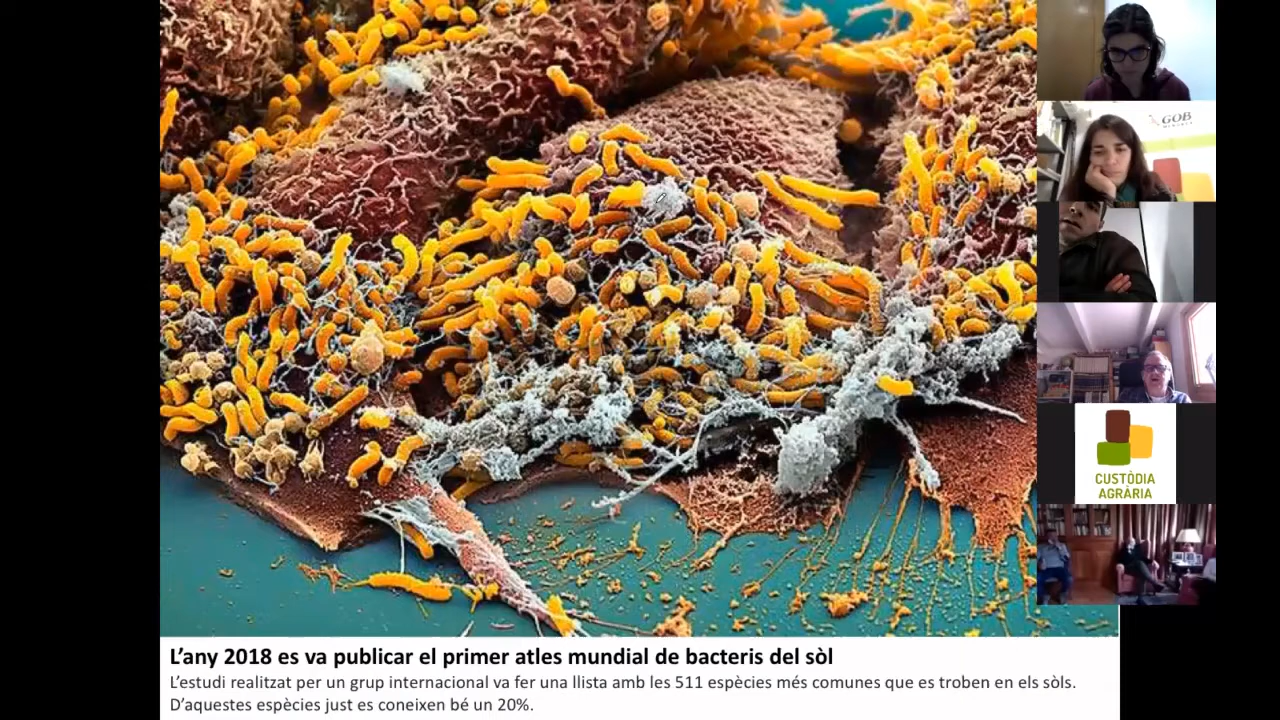 GOB
MENORCA
CUSTÒDIA
AGRÀRIA
L'any 2018 es va publicar el primer atles mundial de bacteris del sòl
L'estudi realitzat per un grup internacional va fer una llista amb les 511 espècies més comunes que es troben en els sòls.
D'aquestes espècies just es coneixen bé un 20%.